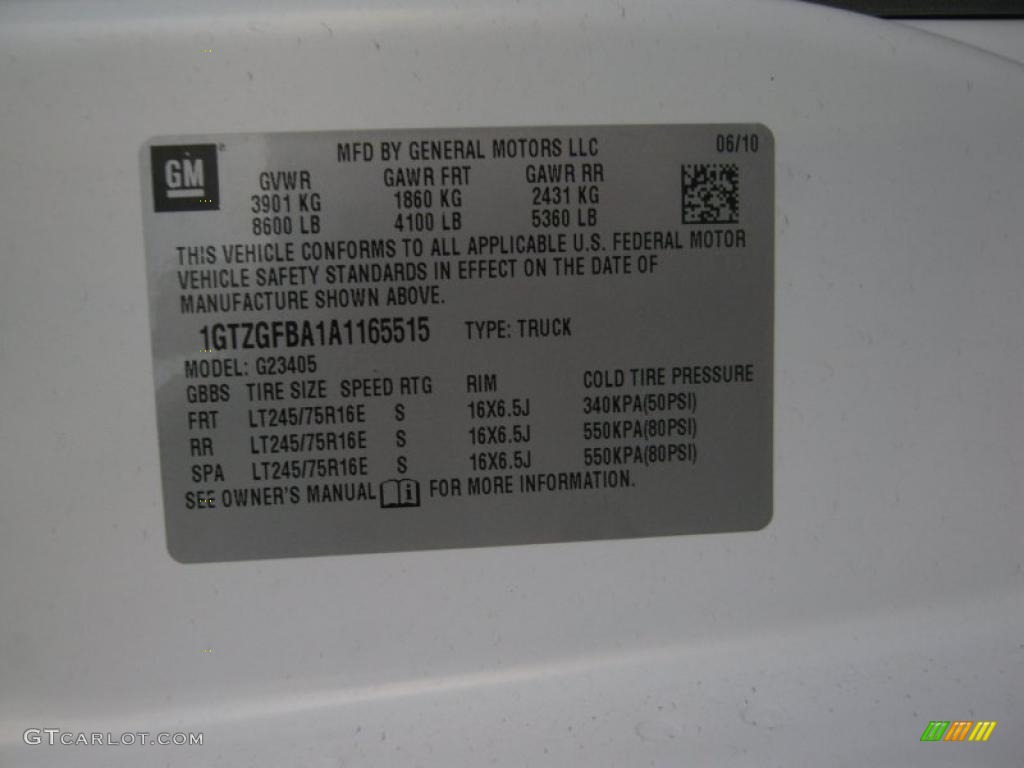 GM
MFD BY GENERAL MOTORS LLC 06/10
GVWR GAWR FRT GAWR RR
3901 KG 1860 KG 2431 KG
8600 LB 4100 LB 5360 LB
THIS VEHICLE CONFORMS TO ALL APPLICABLE U.S. FEDERAL MOTOR
VEHICLE SAFETY STANDARDS IN EFFECT ON THE DATE OF
MANUFACTURE SHOWN ABOVE.
1GTZGFBA1A1165515 TYPE: TRUCK
MODEL: G23405
GBBS TIRE SIZE SPEED RTG RIM COLD TIRE PRESSURE
FRT LT245/75R16E S 16X6.5J 340KPA(50PSI)
RR LT245/75R16E S 16X6.5J 550KPA(80PSI)
SPA LT245/75R16E S 16X6.5J 550KPA(80PSI)
SEE OWNER'S MANUAL FOR MORE INFORMATION.
GTCARLOT.COM